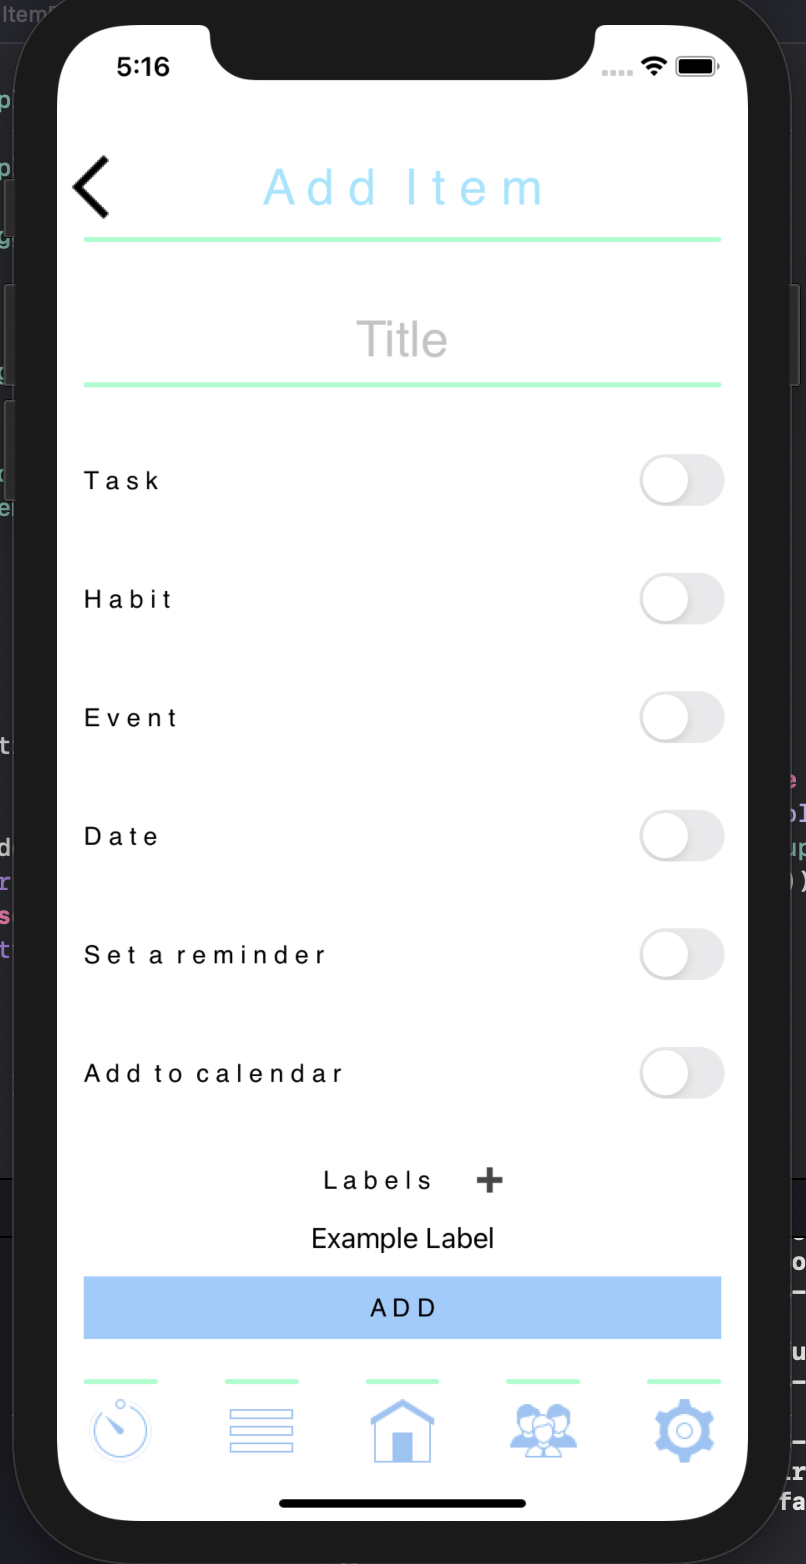 5:16
Add Item
Title
Task
Habit
Event
Date
Set a reminder
Add to calendar
Labels +
Example Label
ADD